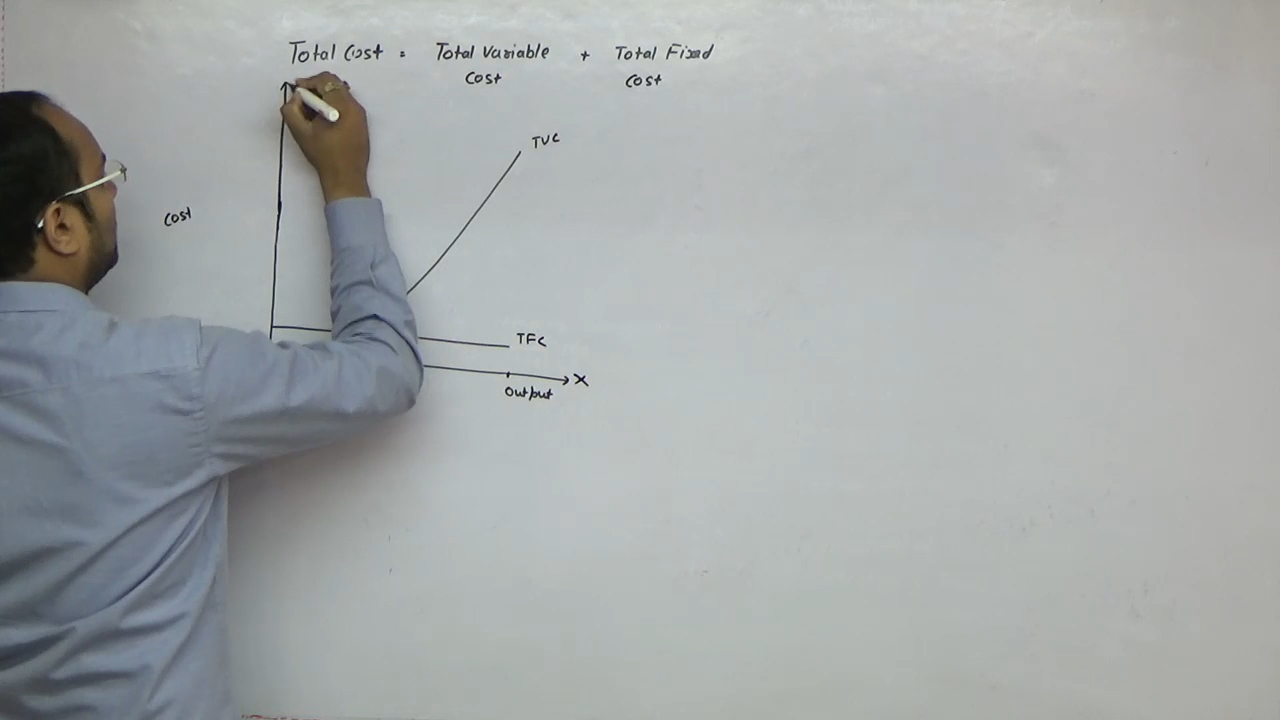 Total Cost = Total Variable Cost + Total Fixed Cost
TVC
Cost
TFC
X
Output